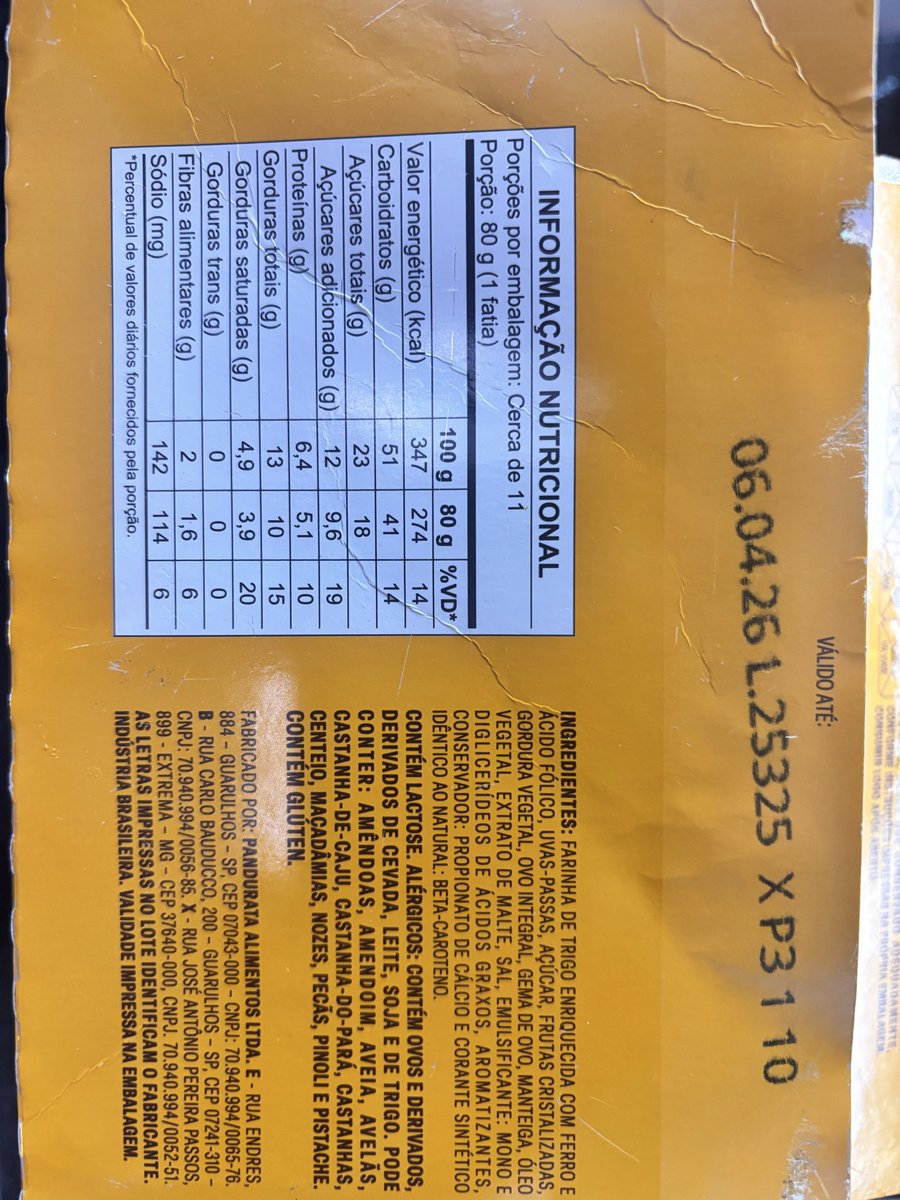 VÁLIDO ATÉ:
06.04.26 L.25325 X P3 1 10
INFORMAÇÃO NUTRICIONAL
Porções por embalagem: Cerca de 11
Porção: 80 g (1 fatia)
100 g 80 g %VD*
Valor energético (kcal) 347 274 14
Carboidratos (g) 51 41 14
Açúcares totais (g) 23 18
Açúcares adicionados (g) 12 9,6 19
Proteínas (g) 6,4 5,1 10
Gorduras totais (g) 13 10 15
Gorduras saturadas (g) 4,9 3,9 20
Gorduras trans (g) 0 0 0
Fibras alimentares (g) 2 1,6 6
Sódio (mg) 142 114 6
*Percentual de valores diários fornecidos pela porção.
INGREDIENTES: FARINHA DE TRIGO ENRIQUECIDA COM FERRO E
ÁCIDO FÓLICO, UVAS-PASSAS, AÇÚCAR, FRUTAS CRISTALIZADAS,
GORDURA VEGETAL, OVO INTEGRAL, GEMA DE OVO, MANTEIGA, ÓLEO
VEGETAL, EXTRATO DE MALTE, SAL, EMULSIFICANTE: MONO E
DIGLICERÍDEOS DE ÁCIDOS GRAXOS, AROMATIZANTES,
CONSERVADOR: PROPIONATO DE CÁLCIO E CORANTE SINTÉTICO
IDÊNTICO AO NATURAL: BETA-CAROTENO.
CONTÉM LACTOSE. ALÉRGICOS: CONTÉM OVOS E DERIVADOS,
DERIVADOS DE CEVADA, LEITE, SOJA E DE TRIGO. PODE
CONTER: AMÊNDOAS, AMENDOIM, AVEIA, AVELÃS,
CASTANHA-DE-CAJU, CASTANHA-DO-PARÁ, CASTANHAS,
CENTEIO, MACADÂMIAS, NOZES, PECÃS, PINOLI E PISTACHE.
CONTÉM GLÚTEN.
FABRICADO POR: PANDURATA ALIMENTOS LTDA. E - RUA ENDRES,
884 - GUARULHOS - SP, CEP 07043-000 - CNPJ: 70.940.994/0065-76.
B - RUA CARLO BAUDUCCO, 200 - GUARULHOS - SP, CEP 07241-310 -
CNPJ: 70.940.994/0056-85. X - RUA JOSÉ ANTÔNIO PEREIRA PASSOS,
899 - EXTREMA - MG - CEP 37640-000, CNPJ. 70.940.994/0052-51.
AS LETRAS IMPRESSAS NO LOTE IDENTIFICAM O FABRICANTE.
INDÚSTRIA BRASILEIRA. VALIDADE IMPRESSA NA EMBALAGEM.
CONSUMIR LOGO APÓS ABERTO.